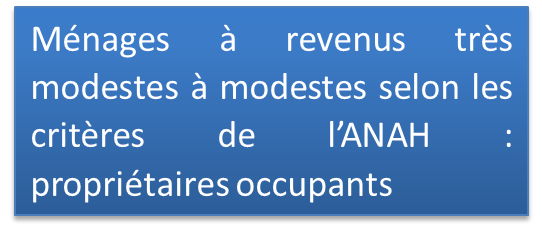 Ménages à revenus très
modestes à modestes selon les
critères de l’ANAH :
propriétaires occupants